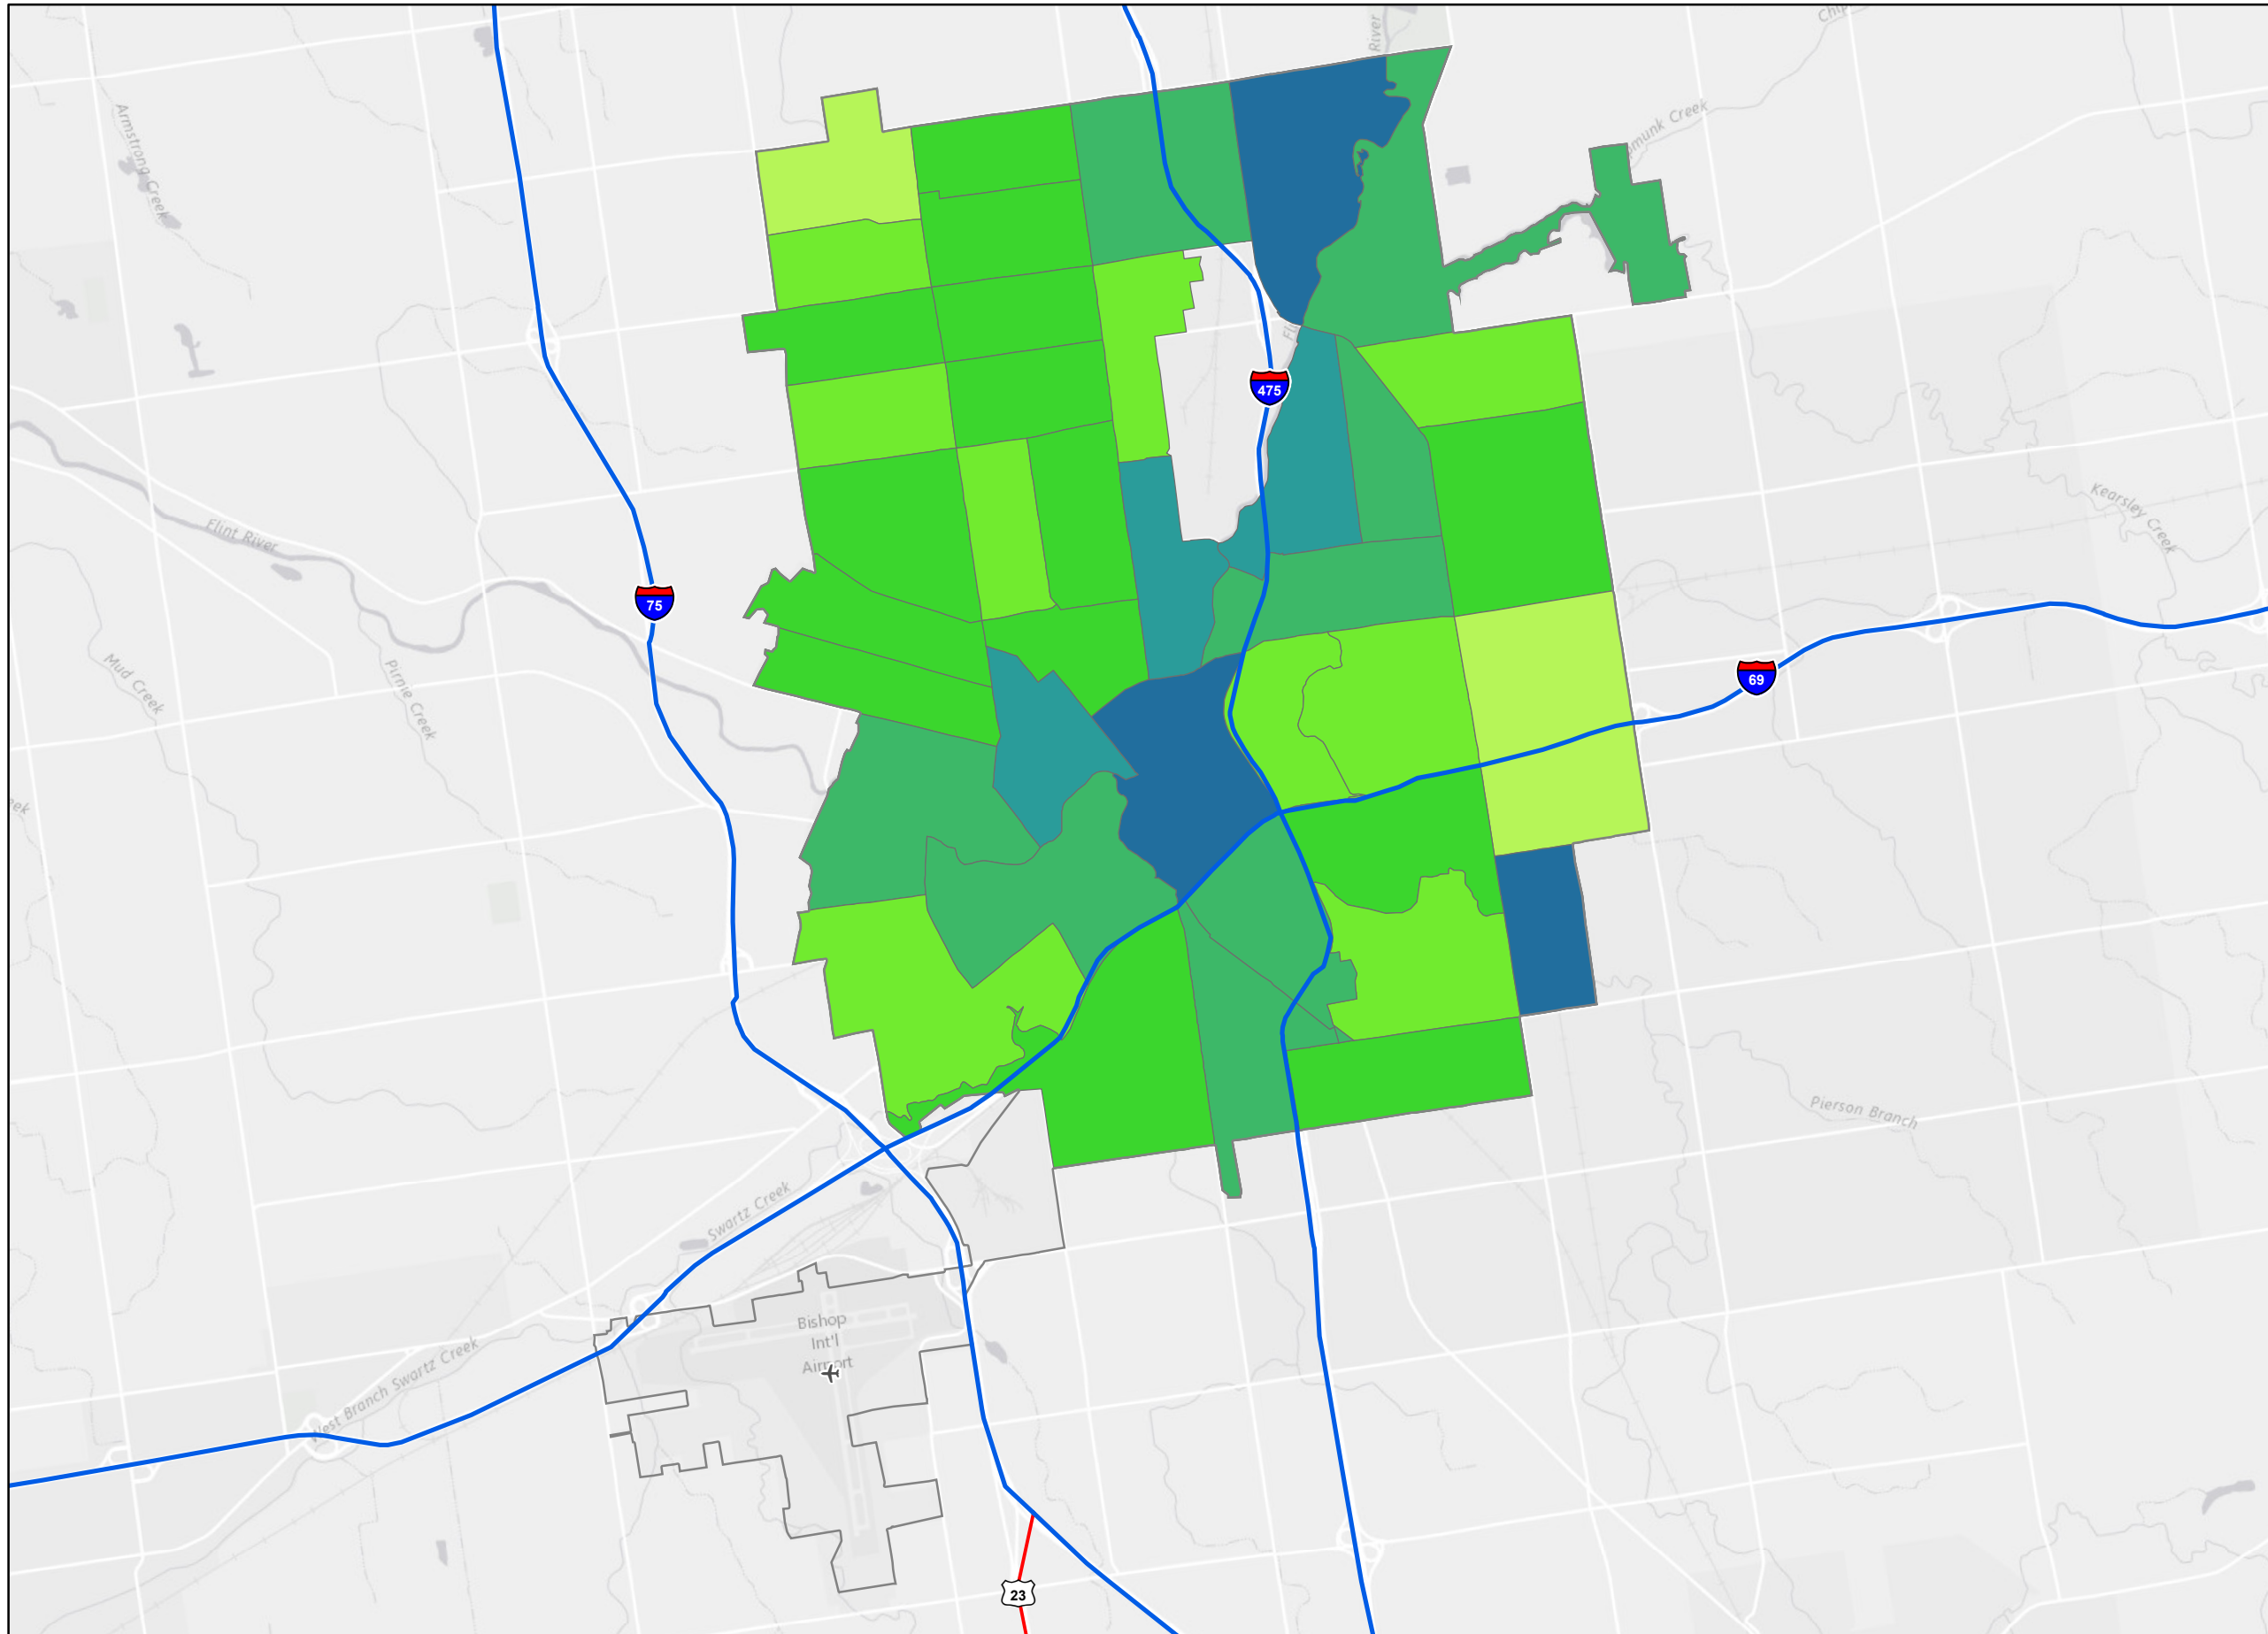 River
Armstrong Creek
475
Kearsley Creek
Flint River
75
69
Mud Creek
Pirnie Creek
Pierson Branch
Swartz Creek
Bishop
Int'l
Airport
West Branch Swartz Creek
23